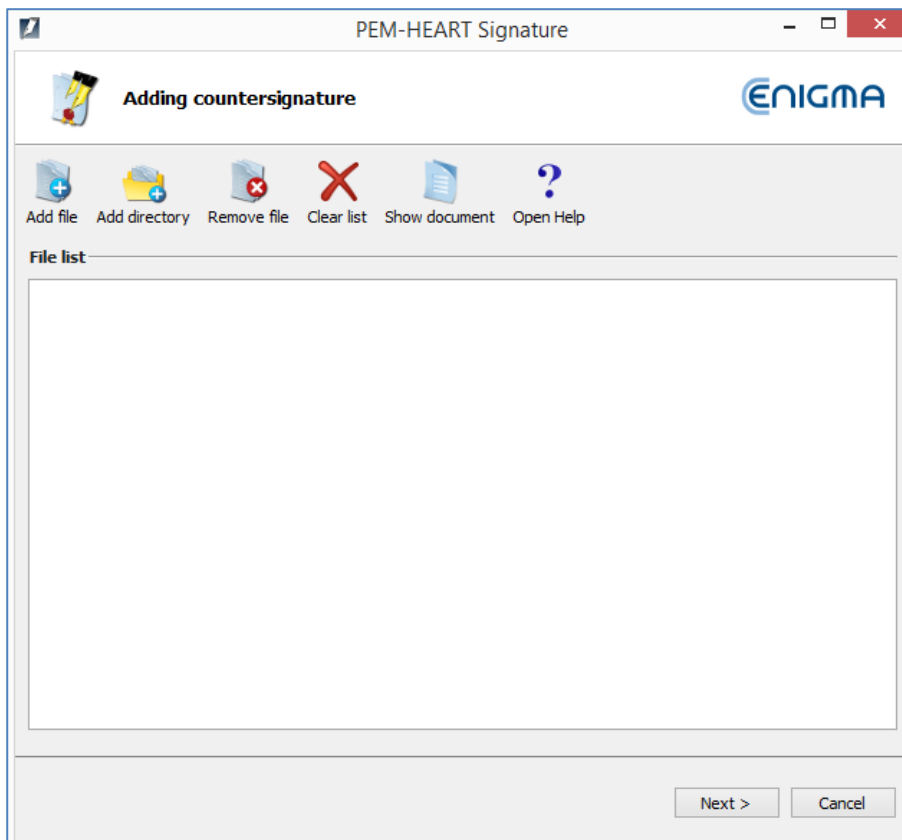 PEM-HEART Signature
Adding countersignature
ENIGMA
Add file Add directory Remove file Clear list Show document Open Help
?
File list
Next > Cancel